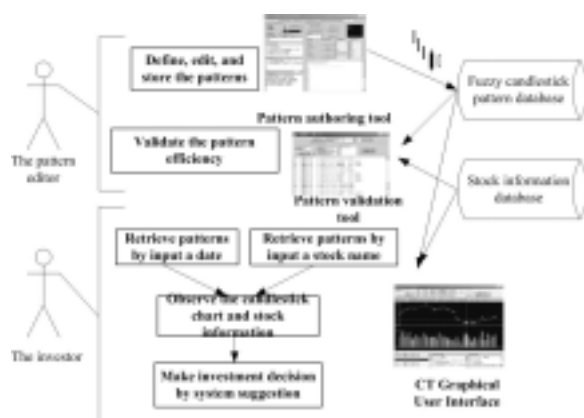 Define, edit, and
store the patterns
Fuzzy candlestick
pattern database
Pattern authoring tool
Validate the pattern
efficiency
The pattern
editor
Stock information
database
Pattern validation
tool
Retrieve patterns
by input a date
Retrieve patterns by
input a stock name
Observe the candlestick
chart and stock
information
The investor
Make investment decision
by system suggestion
CT Graphical
User Interface